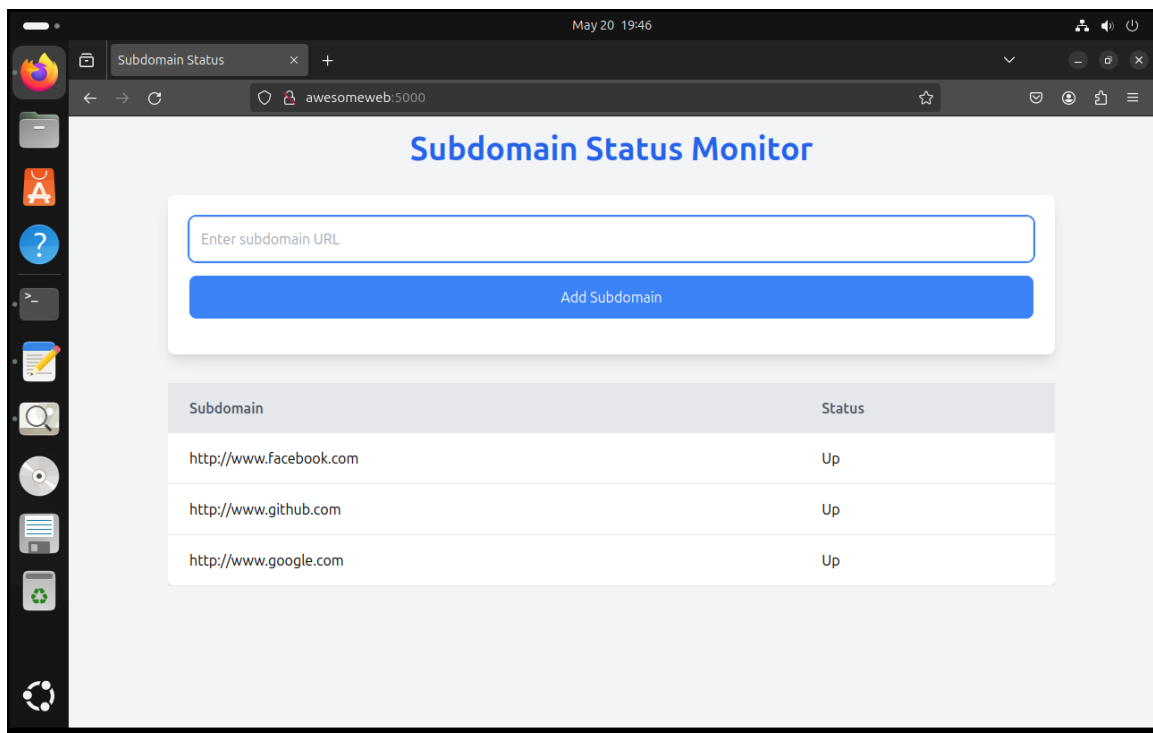 May 20 19:46
Subdomain Status
awesomeweb:5000
Subdomain Status Monitor
Enter subdomain URL
Add Subdomain
Subdomain Status
http://www.facebook.com Up
http://www.github.com Up
http://www.google.com Up